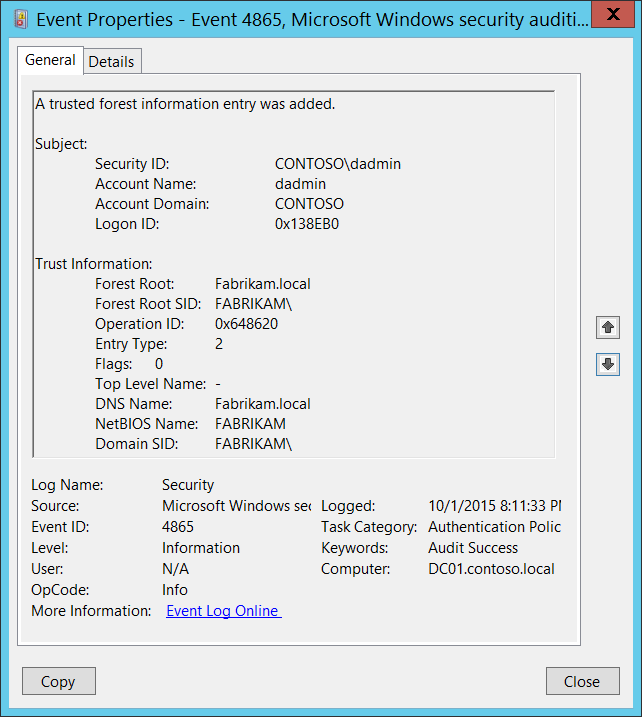 Event Properties - Event 4865, Microsoft Windows security auditi...
X
General Details
A trusted forest information entry was added.
Subject:
Security ID: CONTOSO\dadmin
Account Name: dadmin
Account Domain: CONTOSO
Logon ID: 0x138EB0
Trust Information:
Forest Root: Fabrikam.local
Forest Root SID: FABRIKAM\
Operation ID: 0x648620
Entry Type: 2
Flags: 0
Top Level Name: -
DNS Name: Fabrikam.local
NetBIOS Name: FABRIKAM
Domain SID: FABRIKAM\
Log Name: Security
Source: Microsoft Windows sec Logged: 10/1/2015 8:11:33 PM
Event ID: 4865 Task Category: Authentication Polic
Level: Information Keywords: Audit Success
User: N/A Computer: DC01.contoso.local
OpCode: Info
More Information: Event Log Online
Copy Close